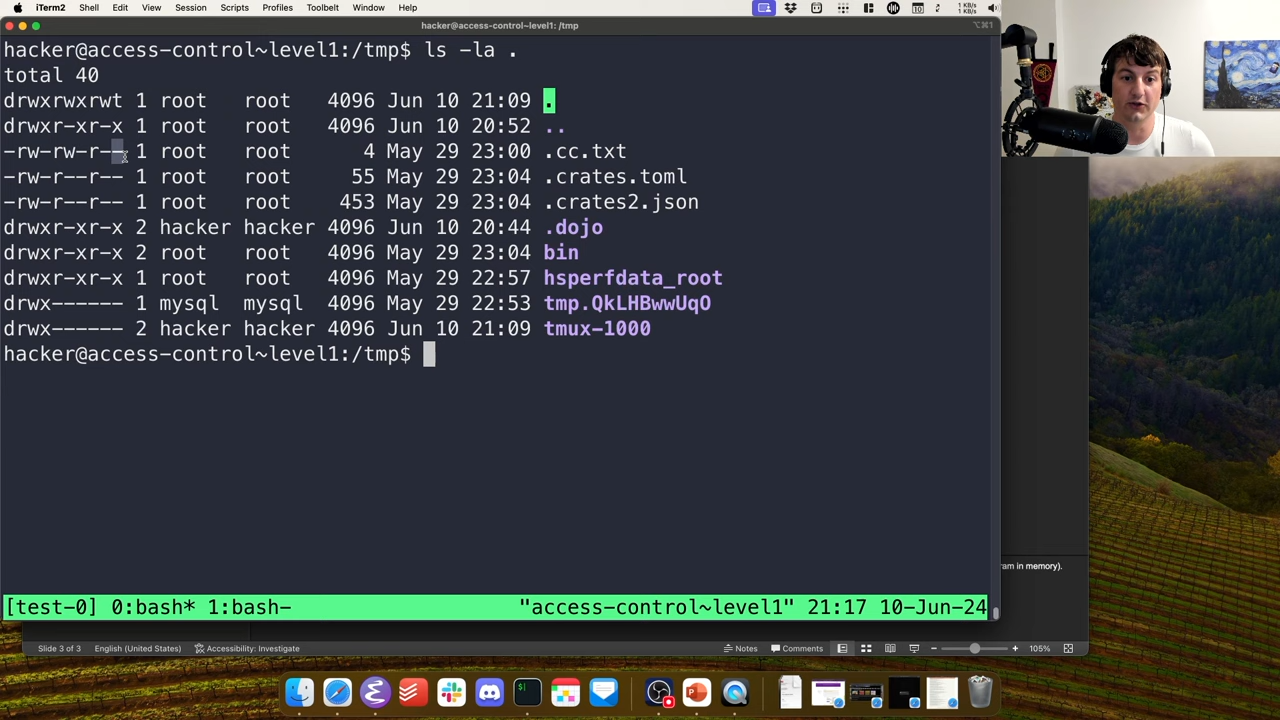 iTerm2 Shell Edit View Session Scripts Profiles Toolbelt Window Help
1 KB/s
1 KB/s
hacker@access-control~level1: /tmp
⌥⌘1
hacker@access-control~level1:/tmp$ ls -la .
total 40
drwxrwxrwt 1 root   root   4096 Jun 10 21:09 .
drwxr-xr-x 1 root   root   4096 Jun 10 20:52 ..
-rw-rw-r-- 1 root   root      4 May 29 23:00 .cc.txt
-rw-r--r-- 1 root   root     55 May 29 23:04 .crates.toml
-rw-r--r-- 1 root   root    453 May 29 23:04 .crates2.json
drwxr-xr-x 2 hacker hacker 4096 Jun 10 20:44 .dojo
drwxr-xr-x 2 root   root   4096 May 29 23:04 bin
drwxr-xr-x 1 root   root   4096 May 29 22:57 hsperfdata_root
drwx------ 1 mysql  mysql  4096 May 29 22:53 tmp.QkLHBwwUqO
drwx------ 2 hacker hacker 4096 Jun 10 21:09 tmux-1000
hacker@access-control~level1:/tmp$
am in memory).
[test-0] 0:bash* 1:bash- "access-control~level1" 21:17 10-Jun-24
Slide 3 of 3 English (United States) Accessibility: Investigate Notes Comments 105%